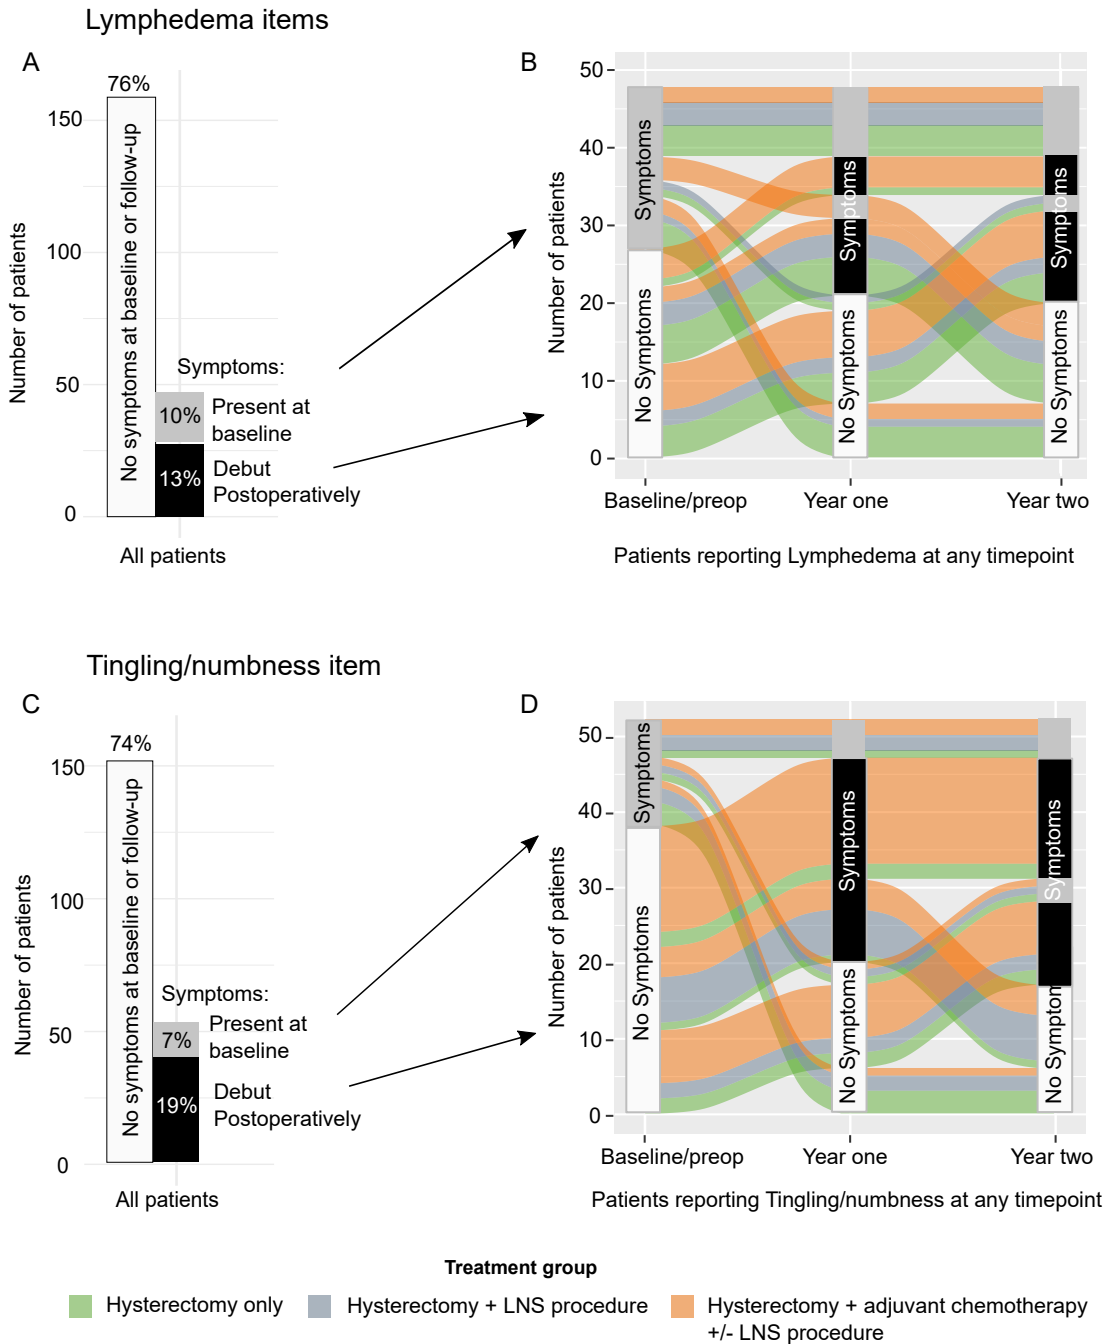 Lymphedema items
A
76%
150
100
50
0
Number of patients
No symptoms at baseline or follow-up
Symptoms:
10%
Present at
baseline
13%
Debut
Postoperatively
All patients
B
50
40
30
20
10
0
Number of patients
Symptoms
No Symptoms
Symptoms
No Symptoms
Symptoms
No Symptoms
Baseline/preop
Year one
Year two
Patients reporting Lymphedema at any timepoint
Tingling/numbness item
C
74%
150
100
50
0
Number of patients
No symptoms at baseline or follow-up
Symptoms:
7%
Present at
baseline
19%
Debut
Postoperatively
All patients
D
50
40
30
20
10
0
Number of patients
Symptoms
No Symptoms
Symptoms
No Symptoms
Symptoms
No Symptoms
Baseline/preop
Year one
Year two
Patients reporting Tingling/numbness at any timepoint
Treatment group
Hysterectomy only
Hysterectomy + LNS procedure
Hysterectomy + adjuvant chemotherapy
+/- LNS procedure